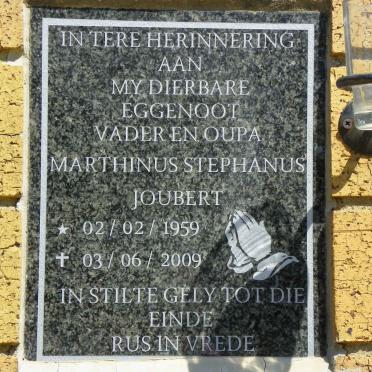 IN TERE HERINNERING
AAN
MY DIERBARE
EGGENOOT
VADER EN OUPA
MARTHINUS STEPHANUS
JOUBERT
★ 02 / 02 / 1959
✝ 03 / 06 / 2009
IN STILTE GELY TOT DIE
EINDE
RUS IN VREDE